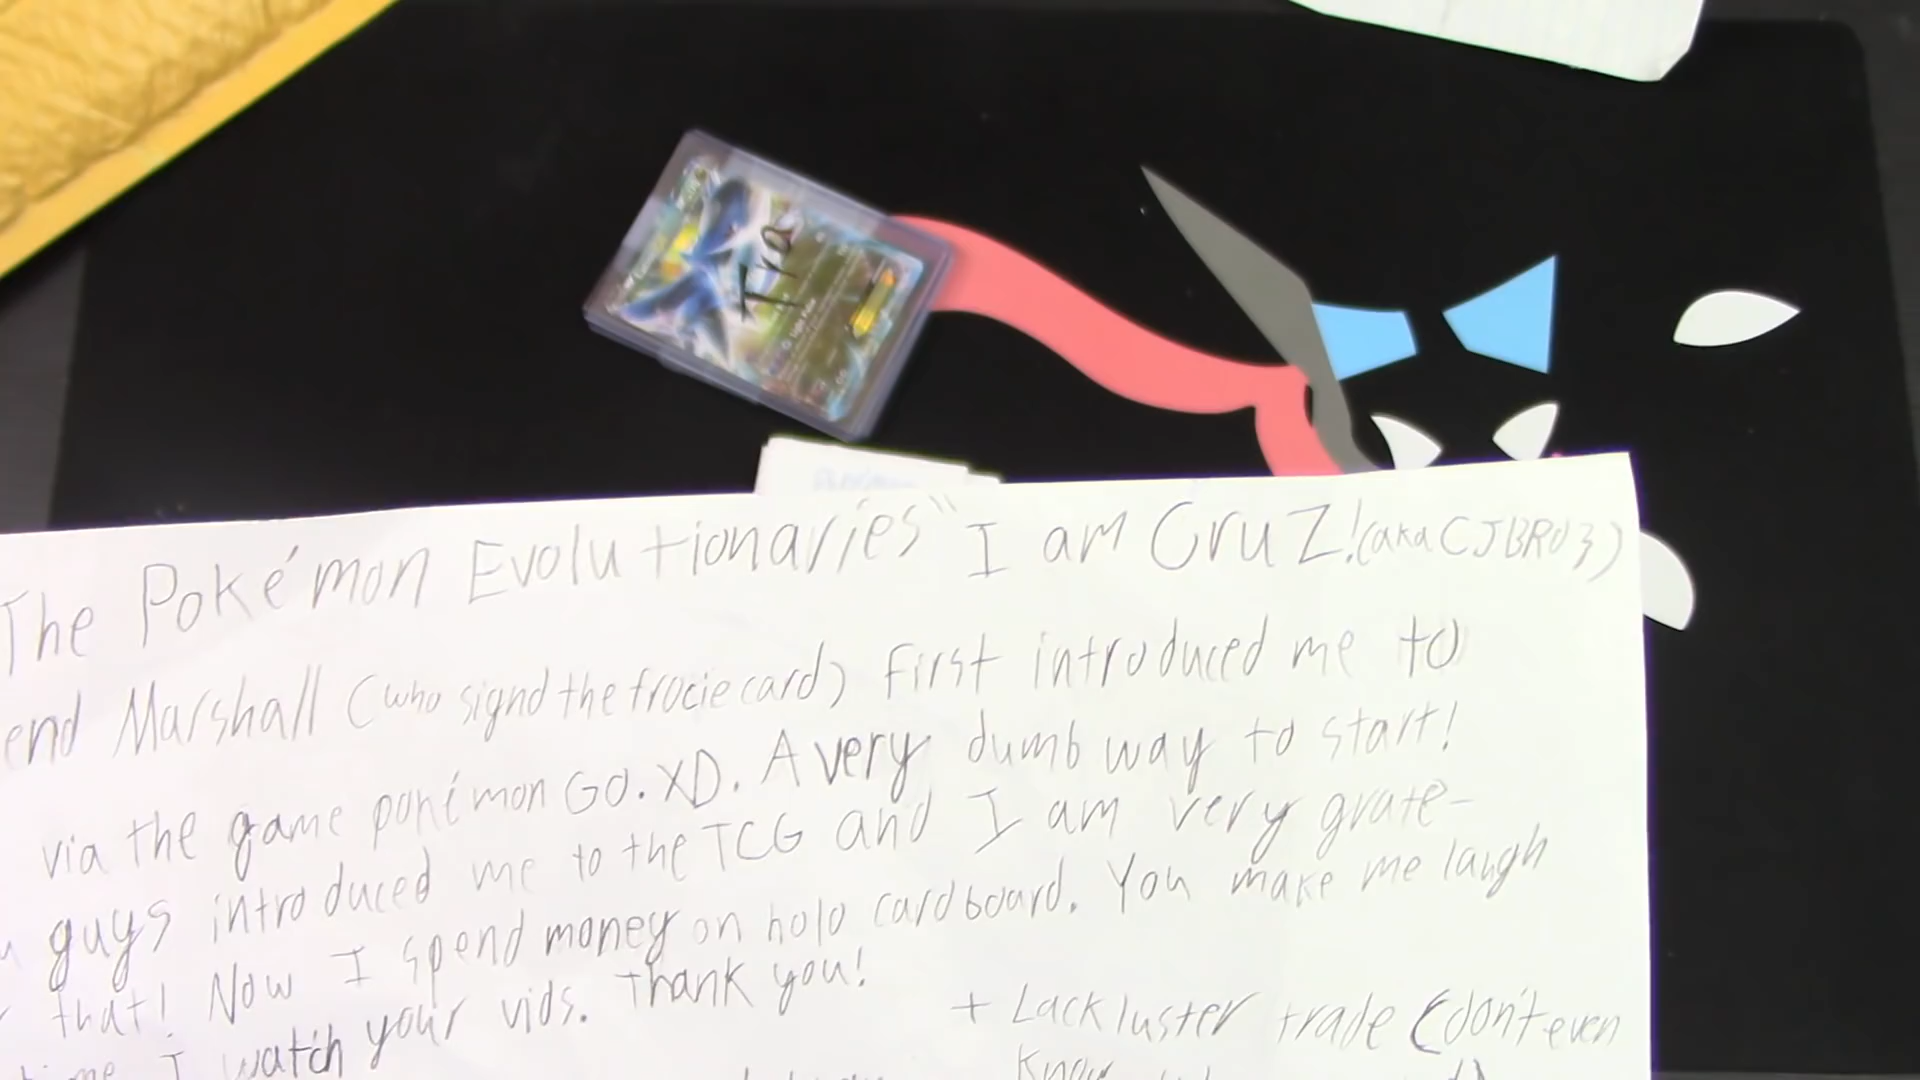 Tra
The Pokémon Evolutionaries" I am Cruz! (aka CJBR03)
end Marshall (who signd the frocie card) First introduced me to
via the game pokémon GO. XD. A very dumb way to start!
guys introduced me to the TCG and I am very grate-
that! Now I spend money on holo cardboard. You make me laugh
I watch your vids. Thank you!
+ Lackluster trade (don't even
know